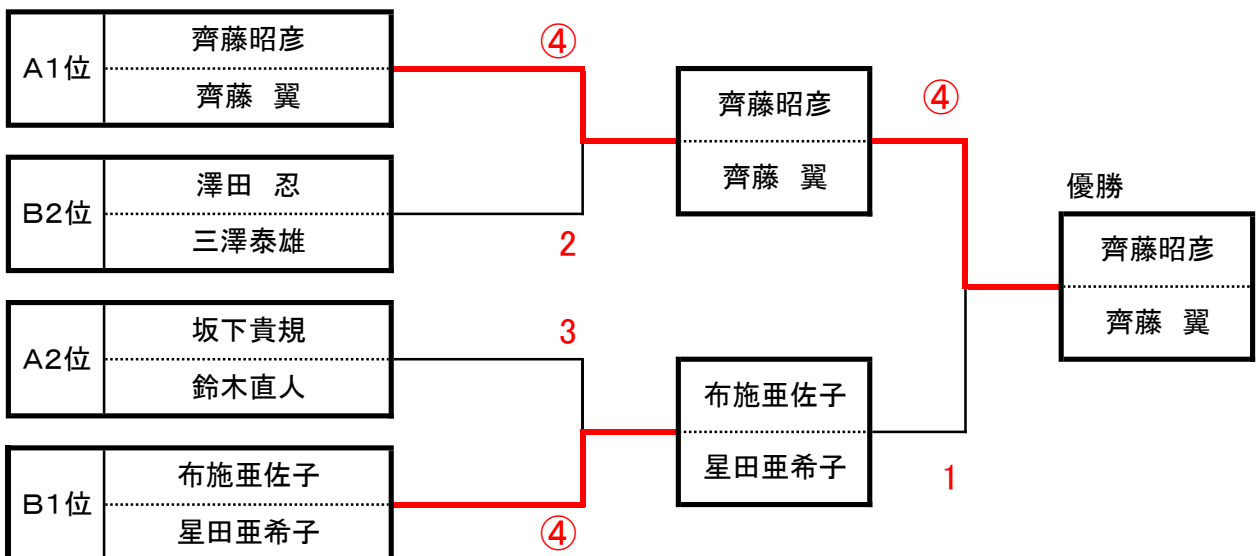 A1位
齊藤昭彦
齊藤　翼
④
B2位
澤田　忍
三澤泰雄
2
A2位
坂下貴規
鈴木直人
3
B1位
布施亜佐子
星田亜希子
④
齊藤昭彦
齊藤　翼
④
布施亜佐子
星田亜希子
1
優勝
齊藤昭彦
齊藤　翼